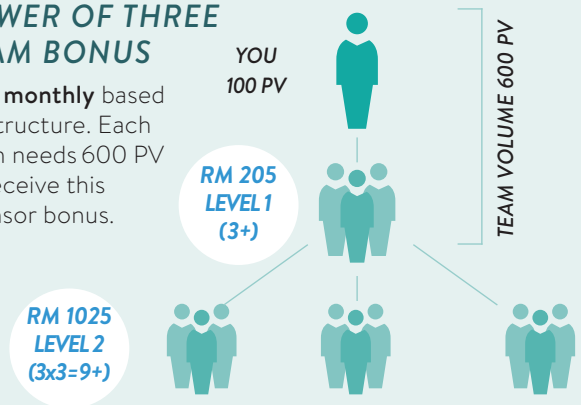 WER OF THREE
AM BONUS
monthly based
tructure. Each
n needs 600 PV
eceive this
nsor bonus.
YOU
100 PV
TEAM VOLUME 600 PV
RM 205
LEVEL 1
(3+)
RM 1025
LEVEL 2
(3x3=9+)